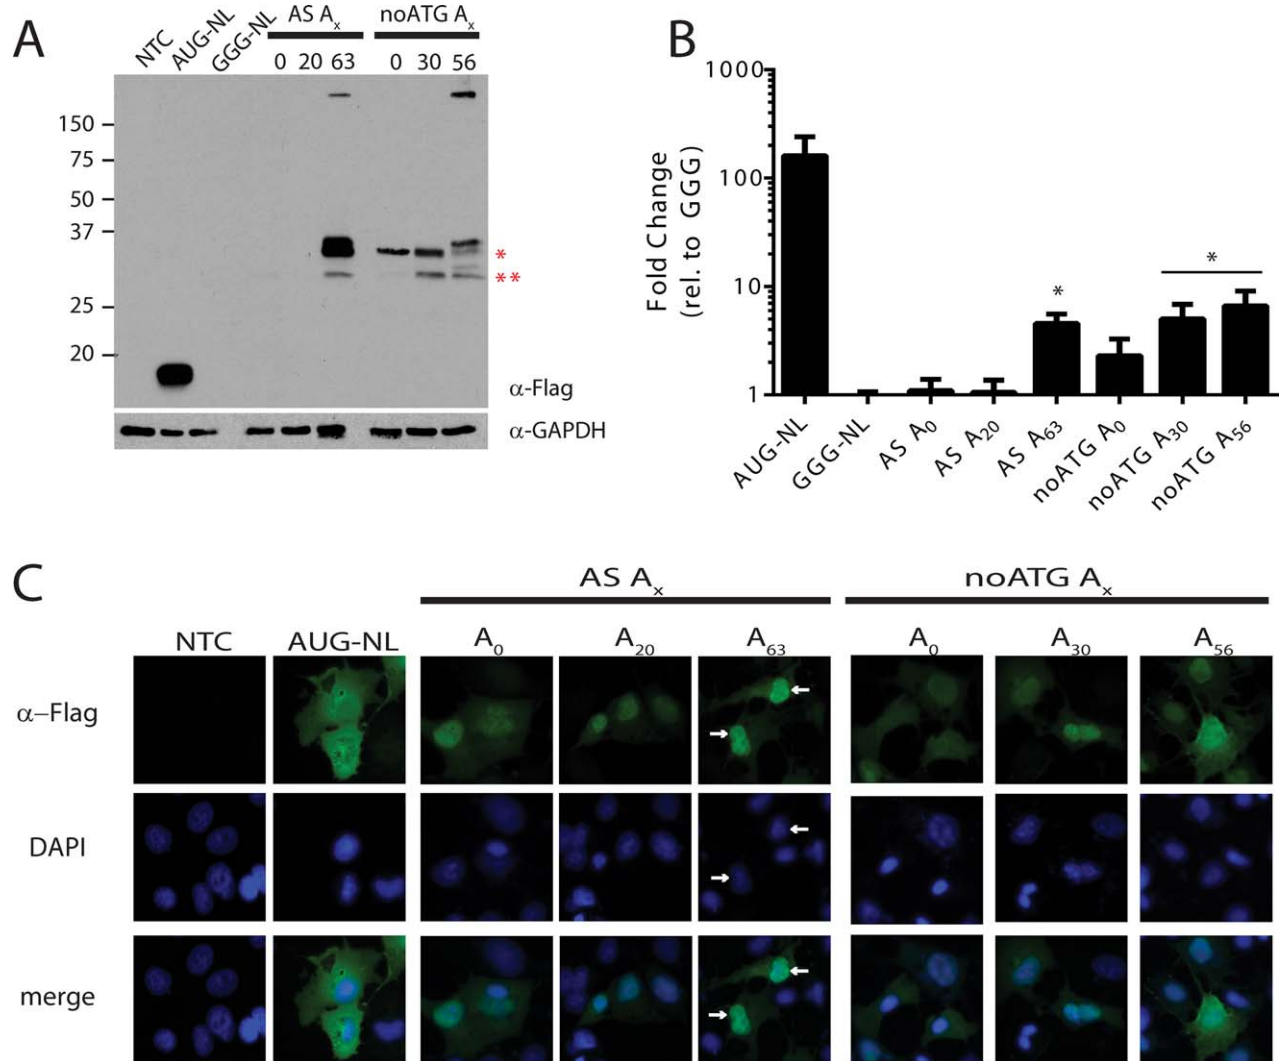 A
NTC AUG-NL GGG-NL AS Aₓ noATG Aₓ
0 20 63 0 30 56
150
75
50
37
*
**
25
20
α-Flag
α-GAPDH
B
Fold Change
(rel. to GGG)
1000
100
10
1
* *
AUG-NL GGG-NL AS A₀ AS A₂₀ AS A₆₃ noATG A₀ noATG A₃₀ noATG A₅₆
C
AS Aₓ noATG Aₓ
NTC AUG-NL A₀ A₂₀ A₆₃ A₀ A₃₀ A₅₆
α–Flag
DAPI
merge